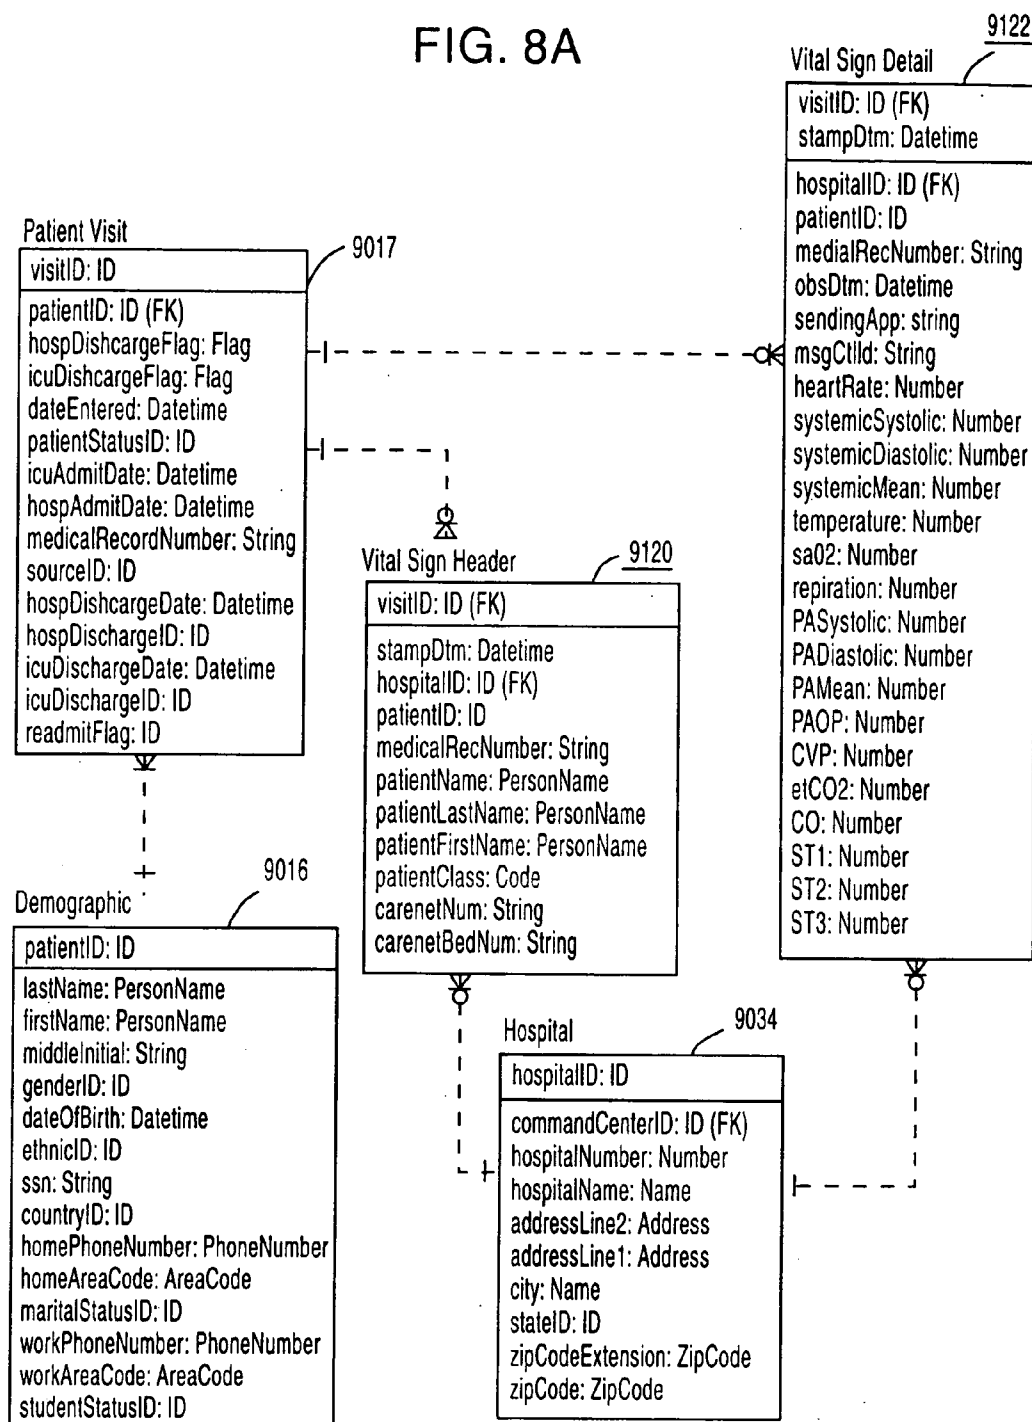 FIG. 8A
9122
Vital Sign Detail
visitID: ID (FK)
stampDtm: Datetime
hospitalID: ID (FK)
patientID: ID
medialRecNumber: String
obsDtm: Datetime
sendingApp: string
msgCtlId: String
heartRate: Number
systemicSystolic: Number
systemicDiastolic: Number
systemicMean: Number
temperature: Number
sa02: Number
repiration: Number
PASystolic: Number
PADiastolic: Number
PAMean: Number
PAOP: Number
CVP: Number
etCO2: Number
CO: Number
ST1: Number
ST2: Number
ST3: Number
Patient Visit
9017
visitID: ID
patientID: ID (FK)
hospDishcargeFlag: Flag
icuDishcargeFlag: Flag
dateEntered: Datetime
patientStatusID: ID
icuAdmitDate: Datetime
hospAdmitDate: Datetime
medicalRecordNumber: String
sourceID: ID
hospDishcargeDate: Datetime
hospDischargeID: ID
icuDischargeDate: Datetime
icuDischargeID: ID
readmitFlag: ID
Vital Sign Header
9120
visitID: ID (FK)
stampDtm: Datetime
hospitalID: ID (FK)
patientID: ID
medicalRecNumber: String
patientName: PersonName
patientLastName: PersonName
patientFirstName: PersonName
patientClass: Code
carenetNum: String
carenetBedNum: String
Demographic
9016
patientID: ID
lastName: PersonName
firstName: PersonName
middleInitial: String
genderID: ID
dateOfBirth: Datetime
ethnicID: ID
ssn: String
countryID: ID
homePhoneNumber: PhoneNumber
homeAreaCode: AreaCode
maritalStatusID: ID
workPhoneNumber: PhoneNumber
workAreaCode: AreaCode
studentStatusID: ID
Hospital
9034
hospitalID: ID
commandCenterID: ID (FK)
hospitalNumber: Number
hospitalName: Name
addressLine2: Address
addressLine1: Address
city: Name
stateID: ID
zipCodeExtension: ZipCode
zipCode: ZipCode